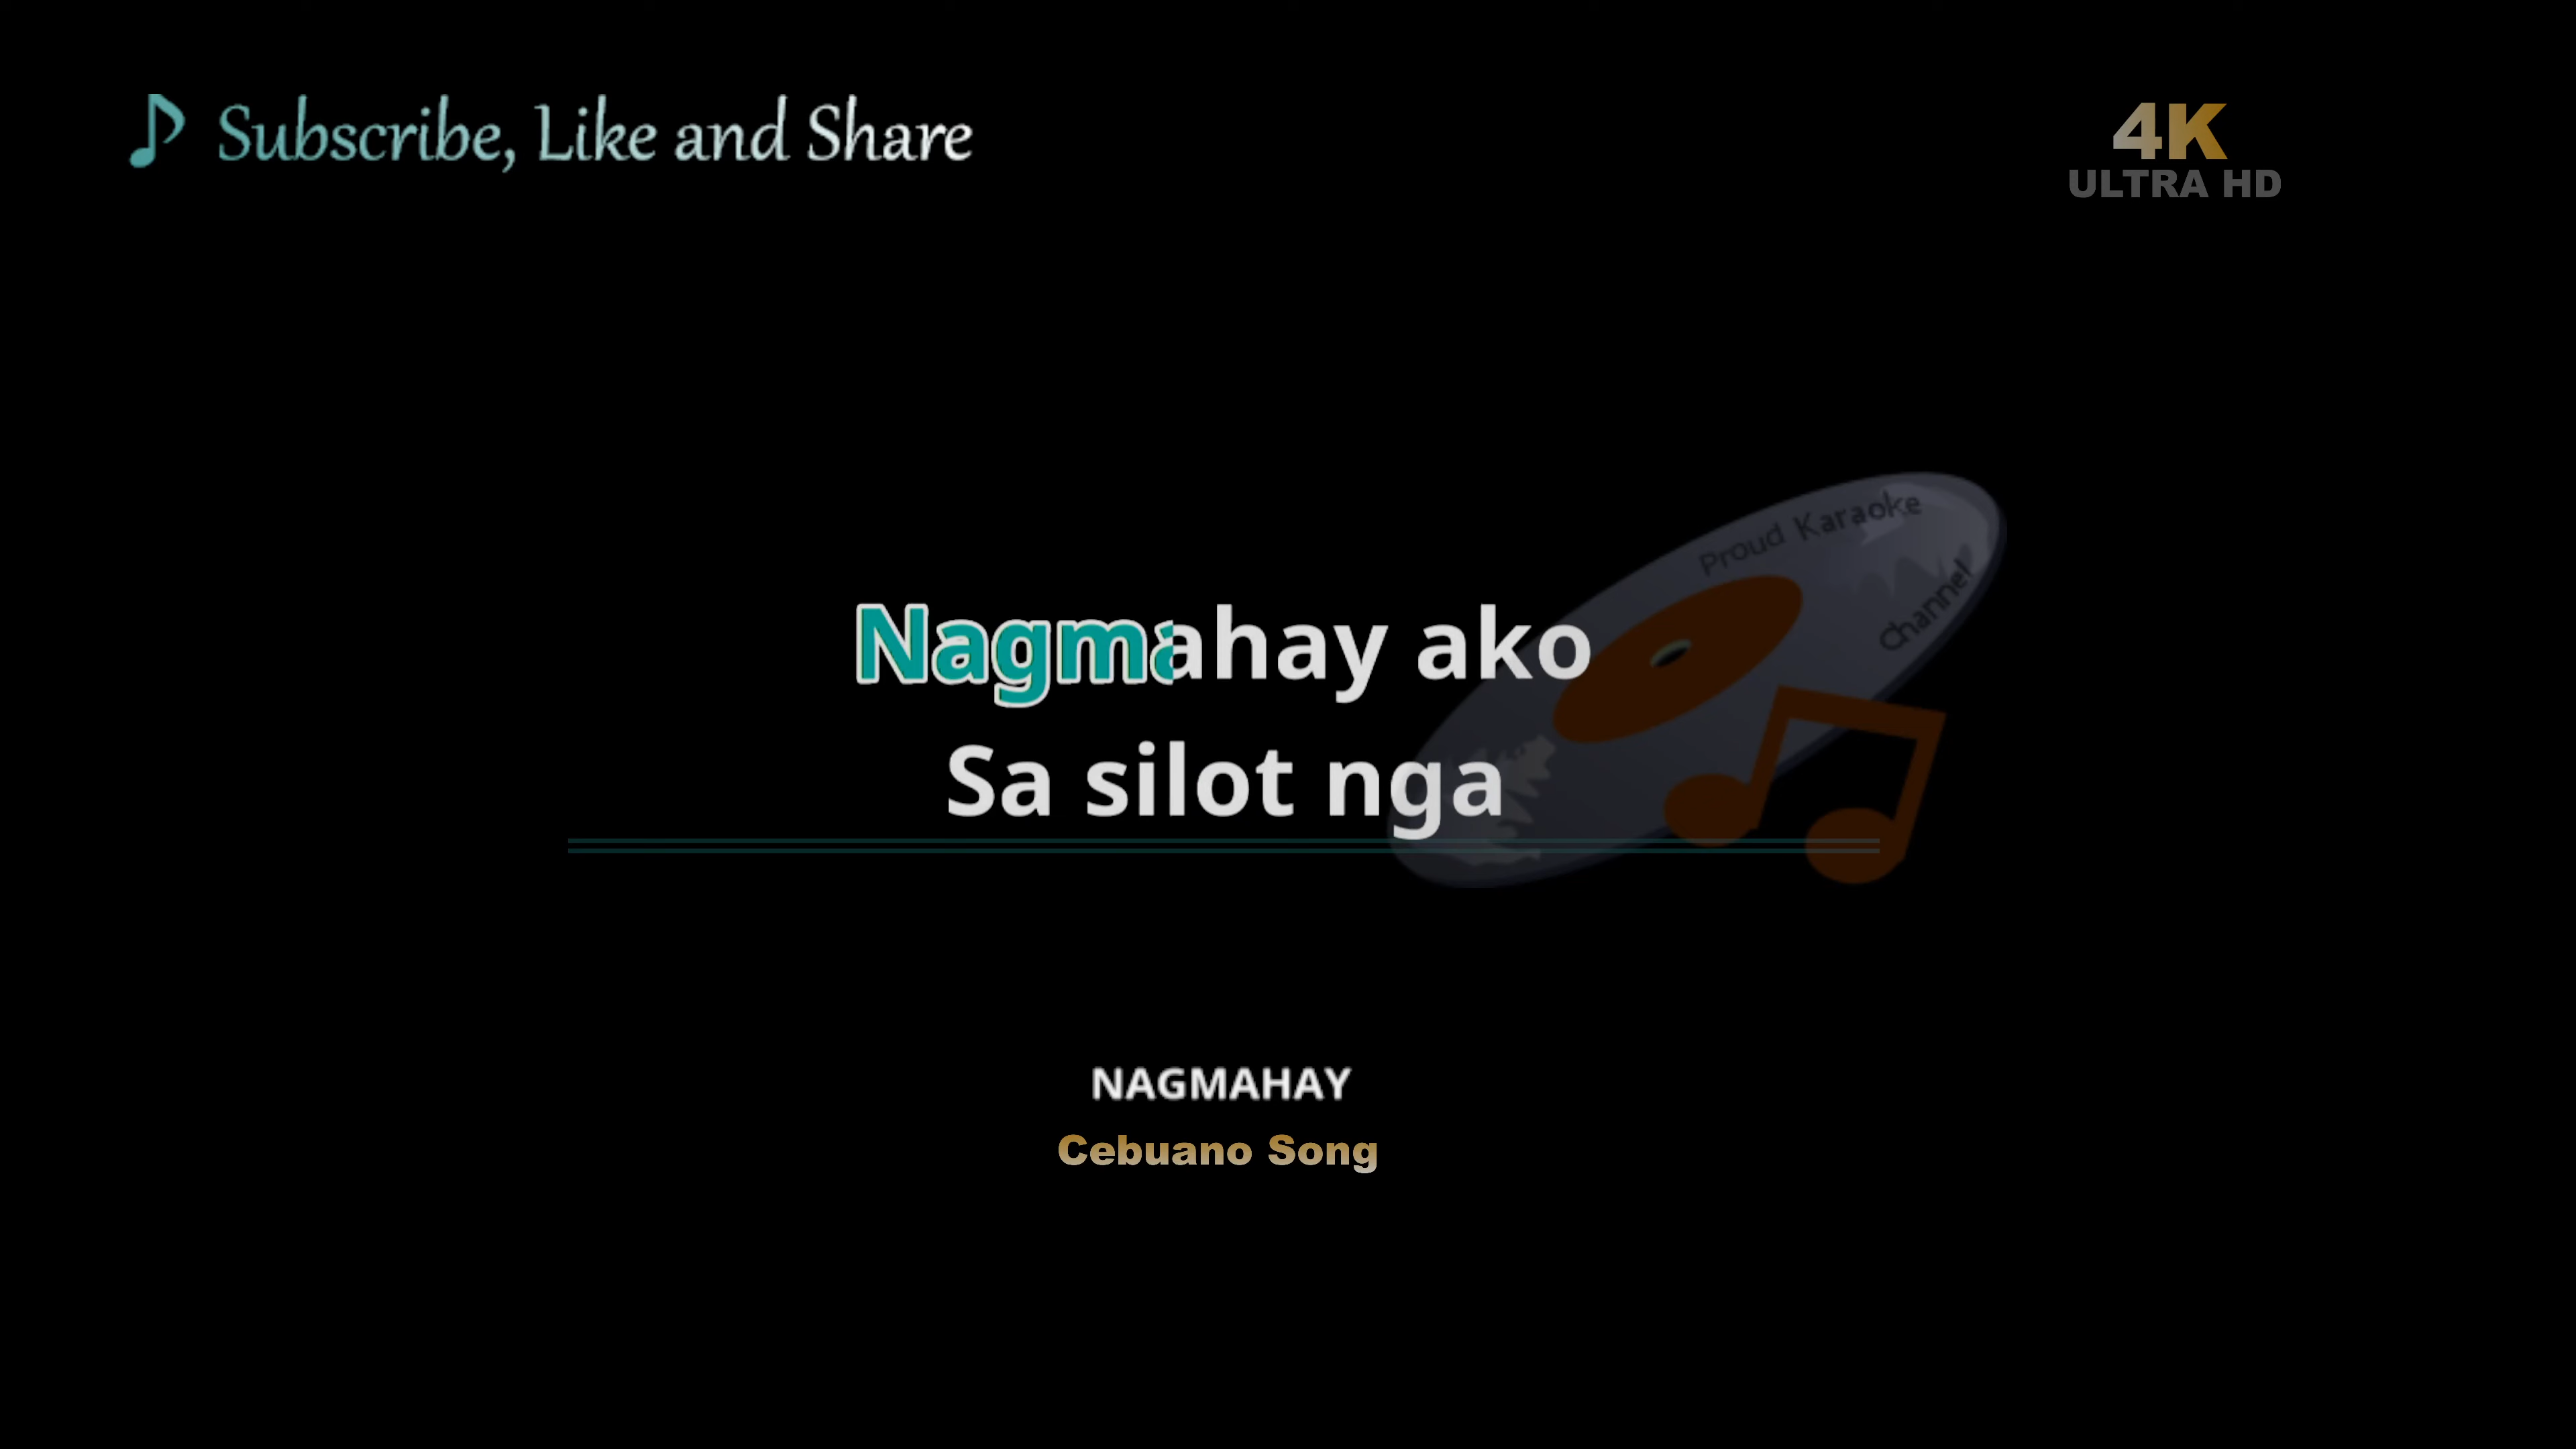 Subscribe, Like and Share
4K
ULTRA HD
Proud Karaoke
Channel
Nagmahay ako
Sa silot nga
NAGMAHAY
Cebuano Song